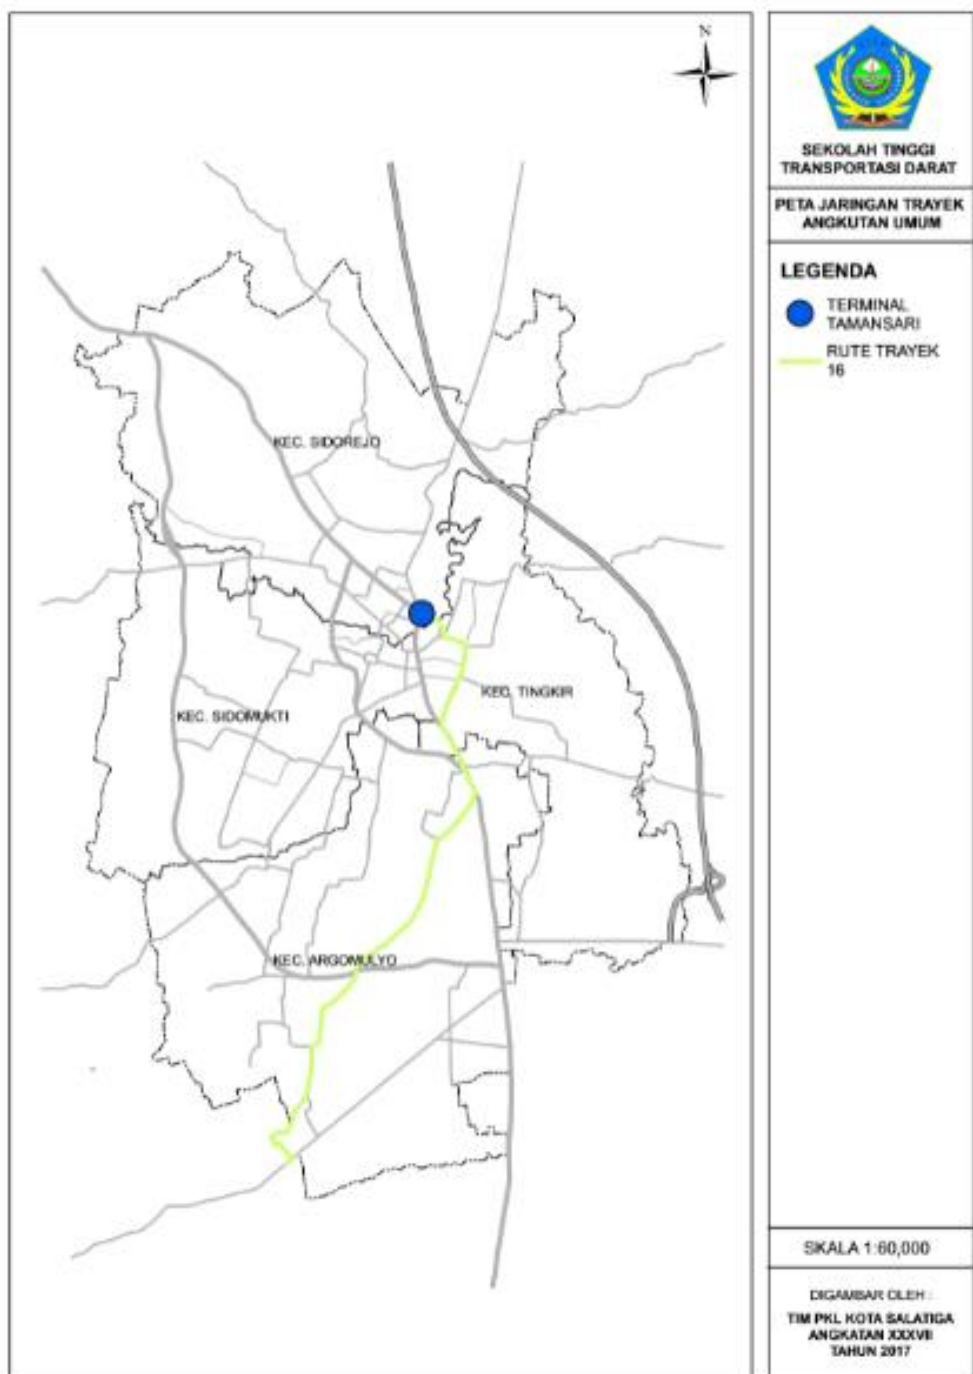 N
KEC. SIDOREJO
KEC. TINGKIR
KEC. SIDOMUKTI
KEC. ARGOMULYO
SEKOLAH TINGGI
TRANSPORTASI DARAT
PETA JARINGAN TRAYEK
ANGKUTAN UMUM
LEGENDA
TERMINAL
TAMANSARI
RUTE TRAYEK
16
SKALA 1:60,000
DIGAMBAR OLEH :
TIM PKL KOTA SALATIGA
ANGKATAN XXXVII
TAHUN 2017